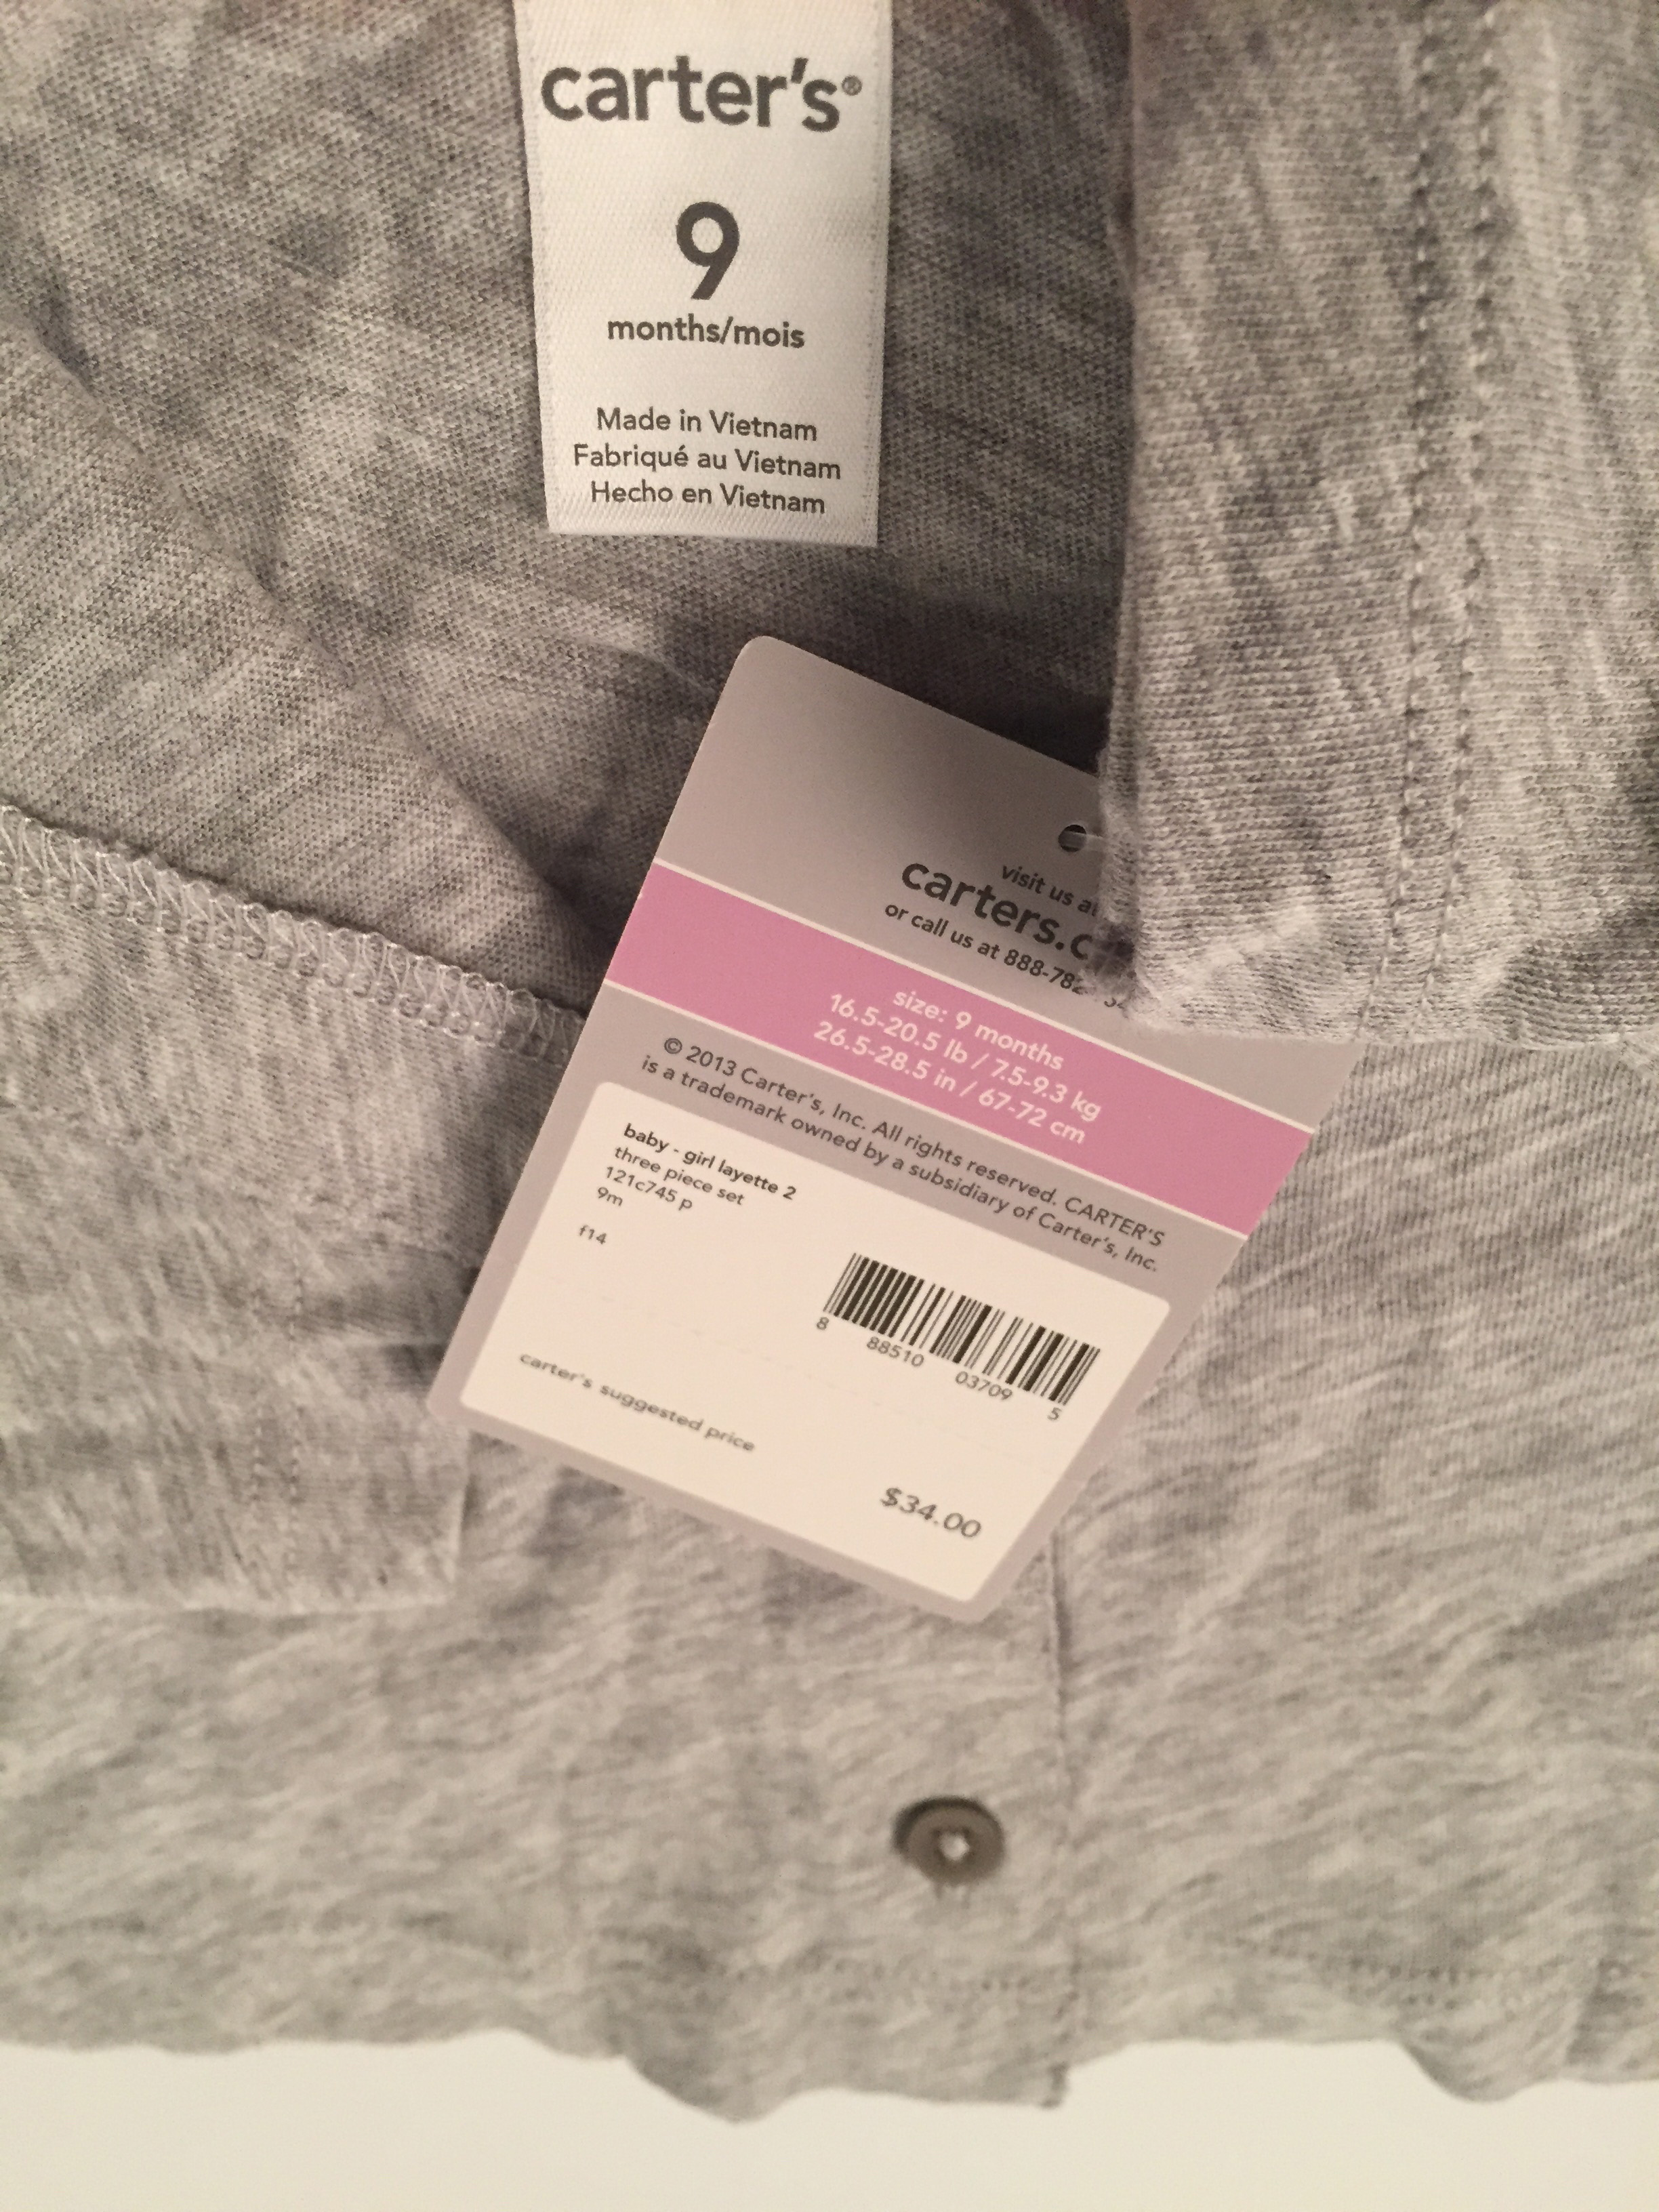 carter's®
9
months/mois
Made in Vietnam
Fabriqué au Vietnam
Hecho en Vietnam
visit us
carters.c
or call us at 888-782
size: 9 months
16.5-20.5 lb / 7.5-9.3 kg
26.5-28.5 in / 67-72 cm
© 2013 Carter's, Inc. All rights reserved. CARTER'S
is a trademark owned by a subsidiary of Carter's, Inc.
baby - girl layette 2
three piece set
121c745 p
9m
f14
8 88510 03709 5
carter's suggested price
$34.00